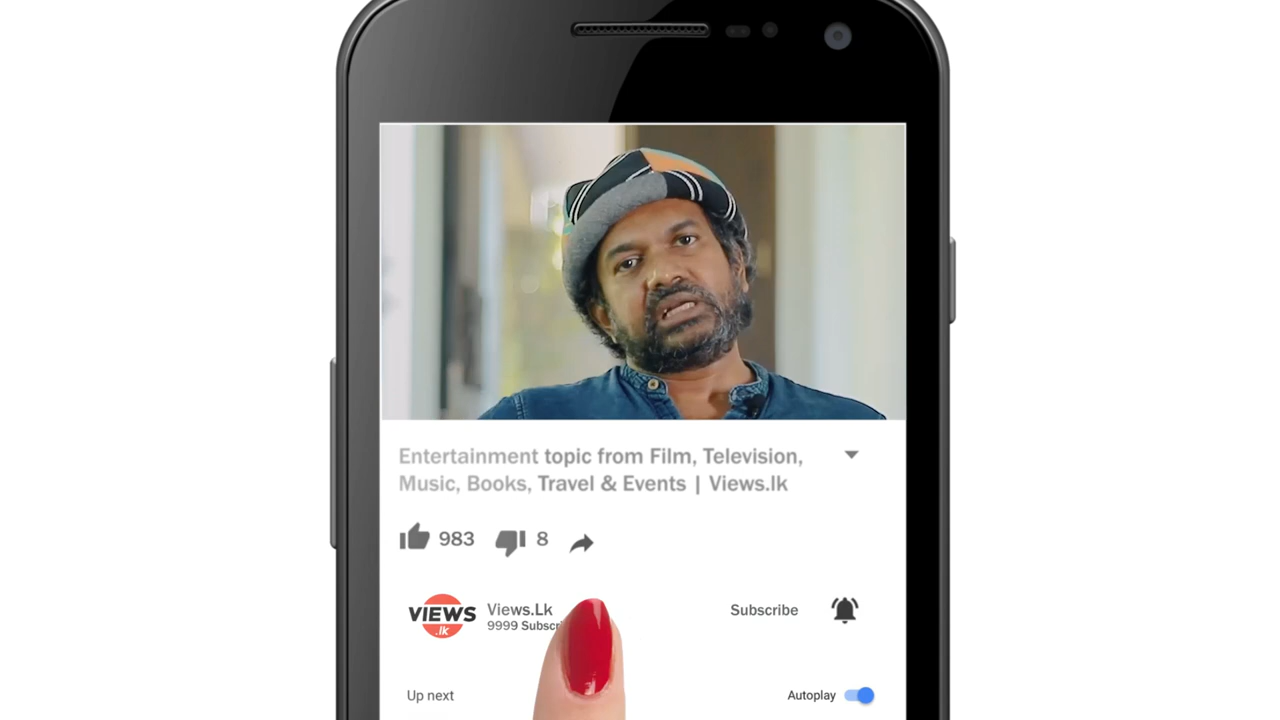 Entertainment topic from Film, Television,
Music, Books, Travel & Events | Views.lk
983 8
VIEWS
.lk
Views.Lk
9999 Subscri
Subscribe
Up next
Autoplay